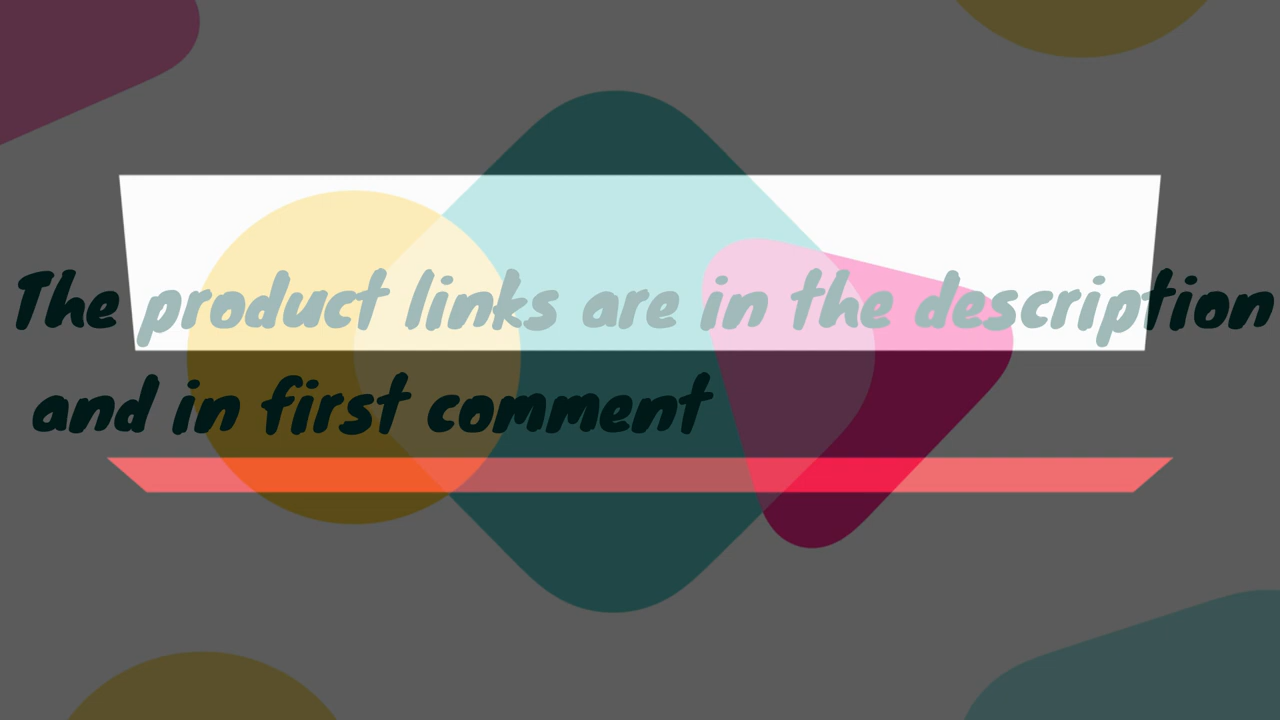 The product links are in the description
and in first comment